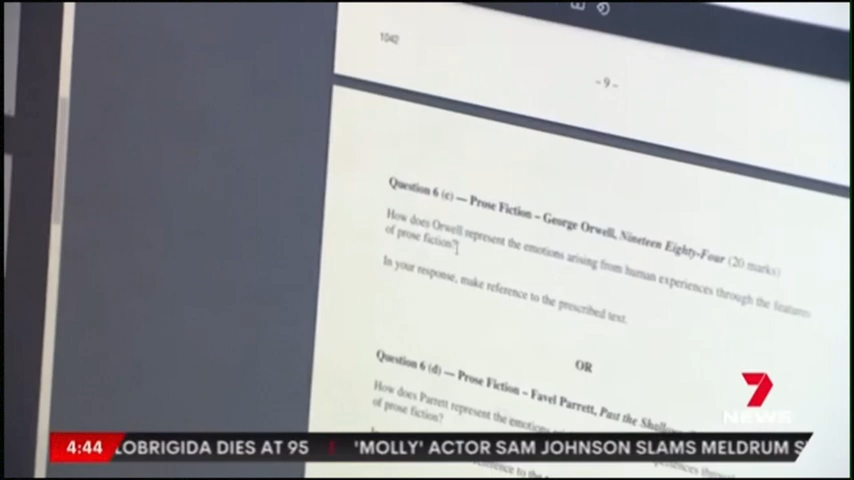 1042
– 9 –
Question 6 (c) — Prose Fiction – George Orwell, Nineteen Eighty-Four (20 marks)
How does Orwell represent the emotions arising from human experiences through the features
of prose fiction?
In your response, make reference to the prescribed text.
OR
Question 6 (d) — Prose Fiction – Favel Parrett, Past the
How does Parrett represent the emotions
of prose fiction?
7
NEWS
4:44 LOBRIGIDA DIES AT 95 'MOLLY' ACTOR SAM JOHNSON SLAMS MELDRUM